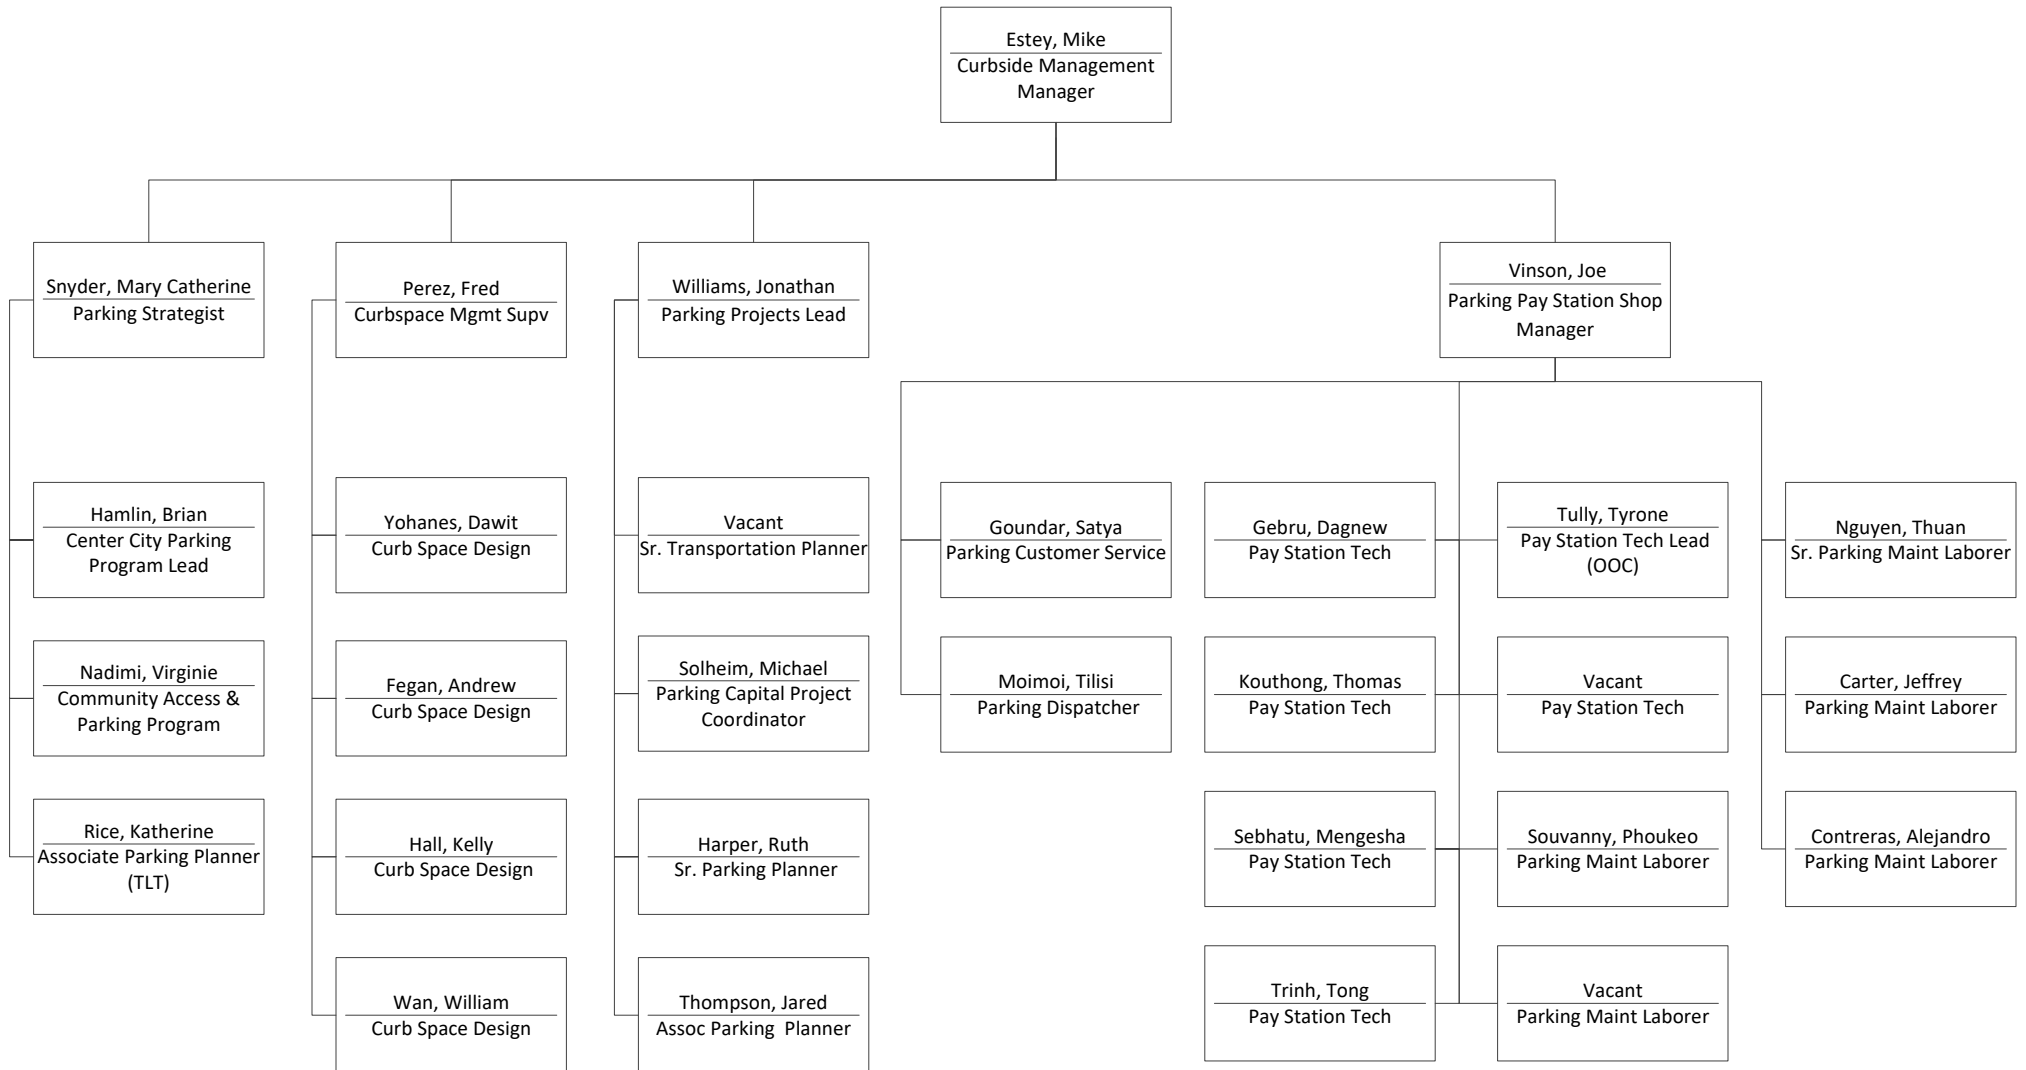 Estey, Mike
Curbside Management
Manager
Snyder, Mary Catherine
Parking Strategist
Perez, Fred
Curbspace Mgmt Supv
Williams, Jonathan
Parking Projects Lead
Vinson, Joe
Parking Pay Station Shop
Manager
Hamlin, Brian
Center City Parking
Program Lead
Yohanes, Dawit
Curb Space Design
Vacant
Sr. Transportation Planner
Goundar, Satya
Parking Customer Service
Gebru, Dagnew
Pay Station Tech
Tully, Tyrone
Pay Station Tech Lead
(OOC)
Nguyen, Thuan
Sr. Parking Maint Laborer
Nadimi, Virginie
Community Access &
Parking Program
Fegan, Andrew
Curb Space Design
Solheim, Michael
Parking Capital Project
Coordinator
Moimoi, Tilisi
Parking Dispatcher
Kouthong, Thomas
Pay Station Tech
Vacant
Pay Station Tech
Carter, Jeffrey
Parking Maint Laborer
Rice, Katherine
Associate Parking Planner
(TLT)
Hall, Kelly
Curb Space Design
Harper, Ruth
Sr. Parking Planner
Sebhatu, Mengesha
Pay Station Tech
Souvanny, Phoukeo
Parking Maint Laborer
Contreras, Alejandro
Parking Maint Laborer
Wan, William
Curb Space Design
Thompson, Jared
Assoc Parking  Planner
Trinh, Tong
Pay Station Tech
Vacant
Parking Maint Laborer